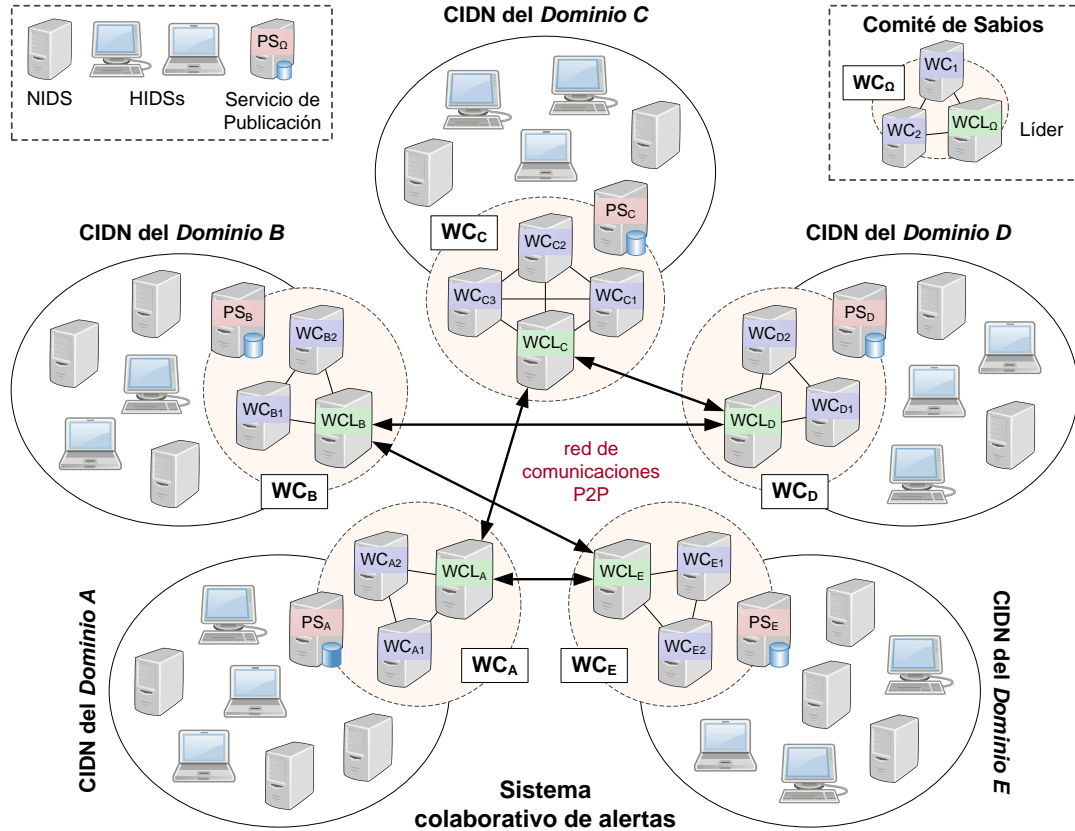 CIDN del Dominio C
PSΩ
NIDS
HIDSs
Servicio de
Publicación
Comité de Sabios
WCΩ
WC1
WC2
WCLΩ
Líder
CIDN del Dominio B
CIDN del Dominio D
WCC
PSC
WCC2
WCC3
WCC1
WCLC
PSB
WCB2
WCB1
WCLB
WCB
WCD2
PSD
WCLD
WCD1
WCD
red de
comunicaciones
P2P
CIDN del Dominio A
WCA2
WCLA
PSA
WCA1
WCA
WCLE
WCE1
PSE
WCE2
WCE
CIDN del Dominio E
Sistema
colaborativo de alertas